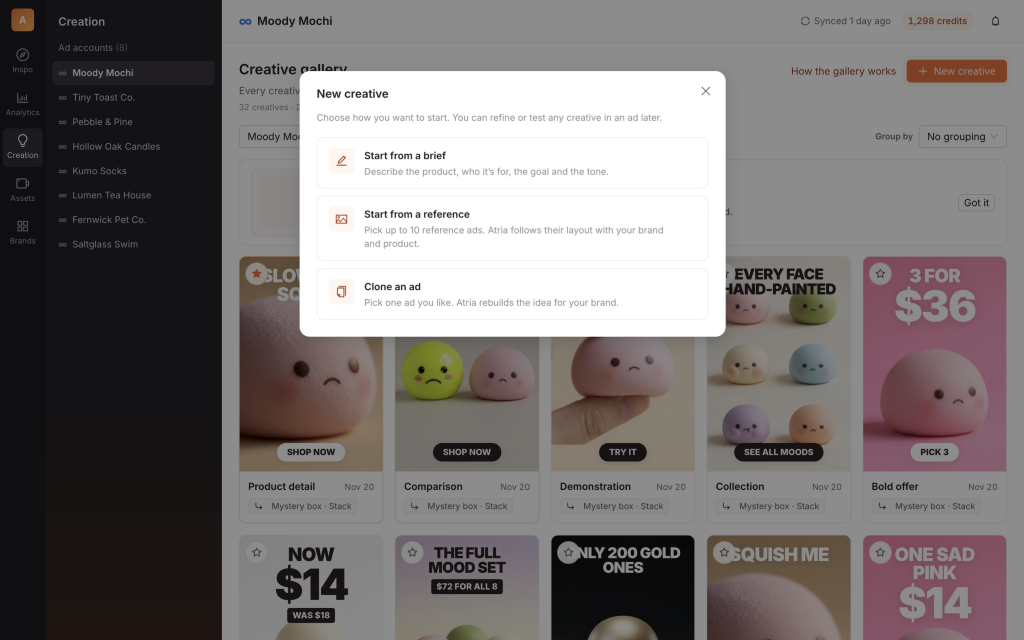 A
Inspo
Analytics
Creation
Assets
Brands
Creation
Ad accounts (8)
Moody Mochi
Tiny Toast Co.
Pebble & Pine
Hollow Oak Candles
Kumo Socks
Lumen Tea House
Fernwick Pet Co.
Saltglass Swim
Moody Mochi
Synced 1 day ago
1,298 credits
Creative gallery
How the gallery works
+ New creative
Every
32 creatives ·
Group by
No grouping
Got it
New creative
Choose how you want to start. You can refine or test any creative in an ad later.
Start from a brief
Describe the product, who it's for, the goal and the tone.
Start from a reference
Pick up to 10 reference ads. Atria follows their layout with your brand
and product.
Clone an ad
Pick one ad you like. Atria rebuilds the idea for your brand.
SHOP NOW
Product detail
Nov 20
Mystery box · Stack
SHOP NOW
Comparison
Nov 20
Mystery box · Stack
TRY IT
Demonstration
Nov 20
Mystery box · Stack
EVERY FACE
HAND-PAINTED
SEE ALL MOODS
Collection
Nov 20
Mystery box · Stack
3 FOR
$36
PICK 3
Bold offer
Nov 20
Mystery box · Stack
NOW
$14
WAS $18
THE FULL
MOOD SET
$72 FOR ALL 8
ONLY 200 GOLD
ONES
SQUISH ME
ONE SAD
PINK
$14